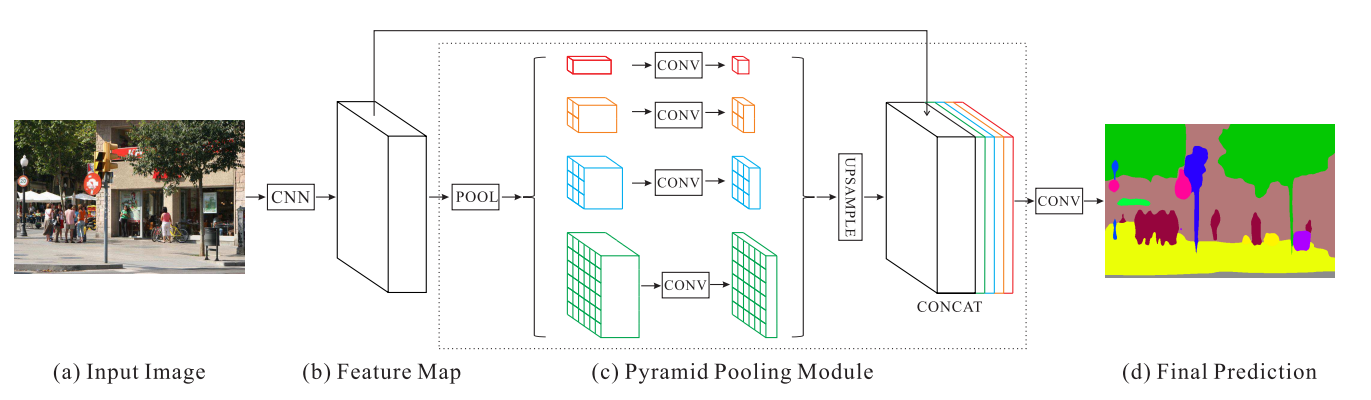 CNN
POOL
CONV
CONV
CONV
CONV
UPSAMPLE
CONCAT
CONV
(a) Input Image
(b) Feature Map
(c) Pyramid Pooling Module
(d) Final Prediction